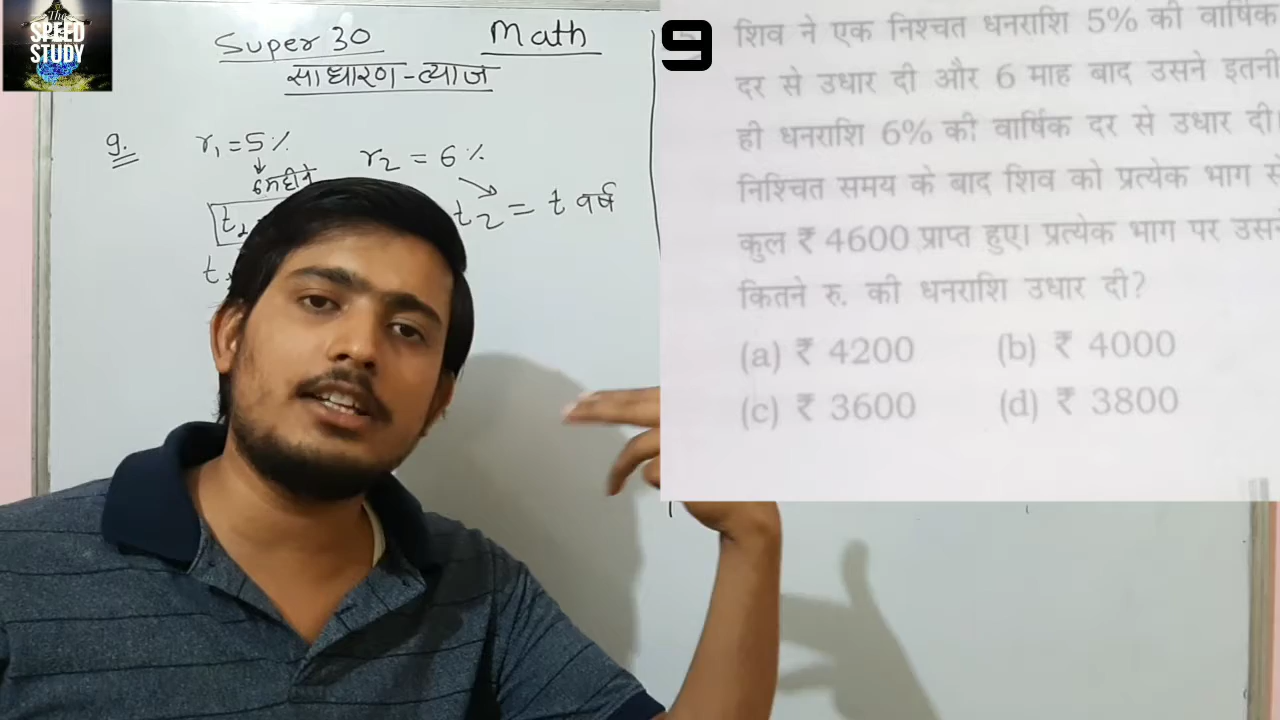 The
SPEED
STUDY
Super 30 Math
साधारण-ब्याज
9. r₁ = 5%
6 महीने
r₂ = 6%
t₂ = t वर्ष
9
शिव ने एक निश्चत धनराशि 5% की वार्षिक
दर से उधार दी और 6 माह बाद उसने इतनी
ही धनराशि 6% की वार्षिक दर से उधार दी।
निश्चित समय के बाद शिव को प्रत्येक भाग से
कुल ₹ 4600 प्राप्त हुए। प्रत्येक भाग पर
कितने रु. की धनराशि उधार दी?
(a) ₹ 4200 (b) ₹ 4000
(c) ₹ 3600 (d) ₹ 3800